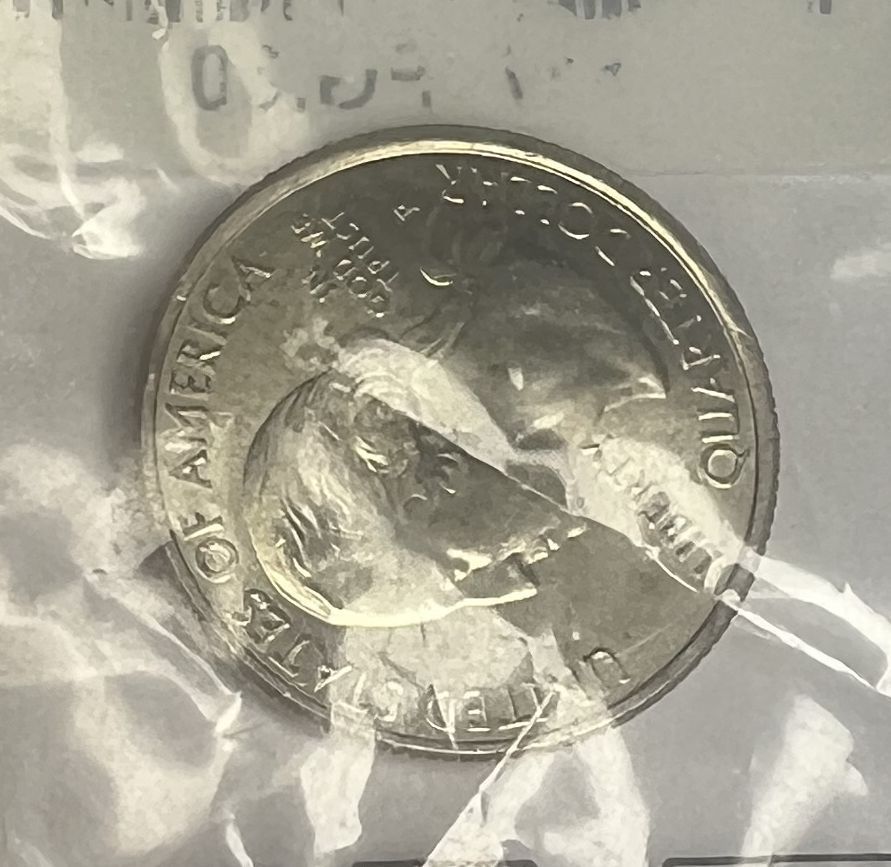 UNITED STATES OF AMERICA
LIBERTY
IN
GOD WE
TRUST
P
QUARTER DOLLAR